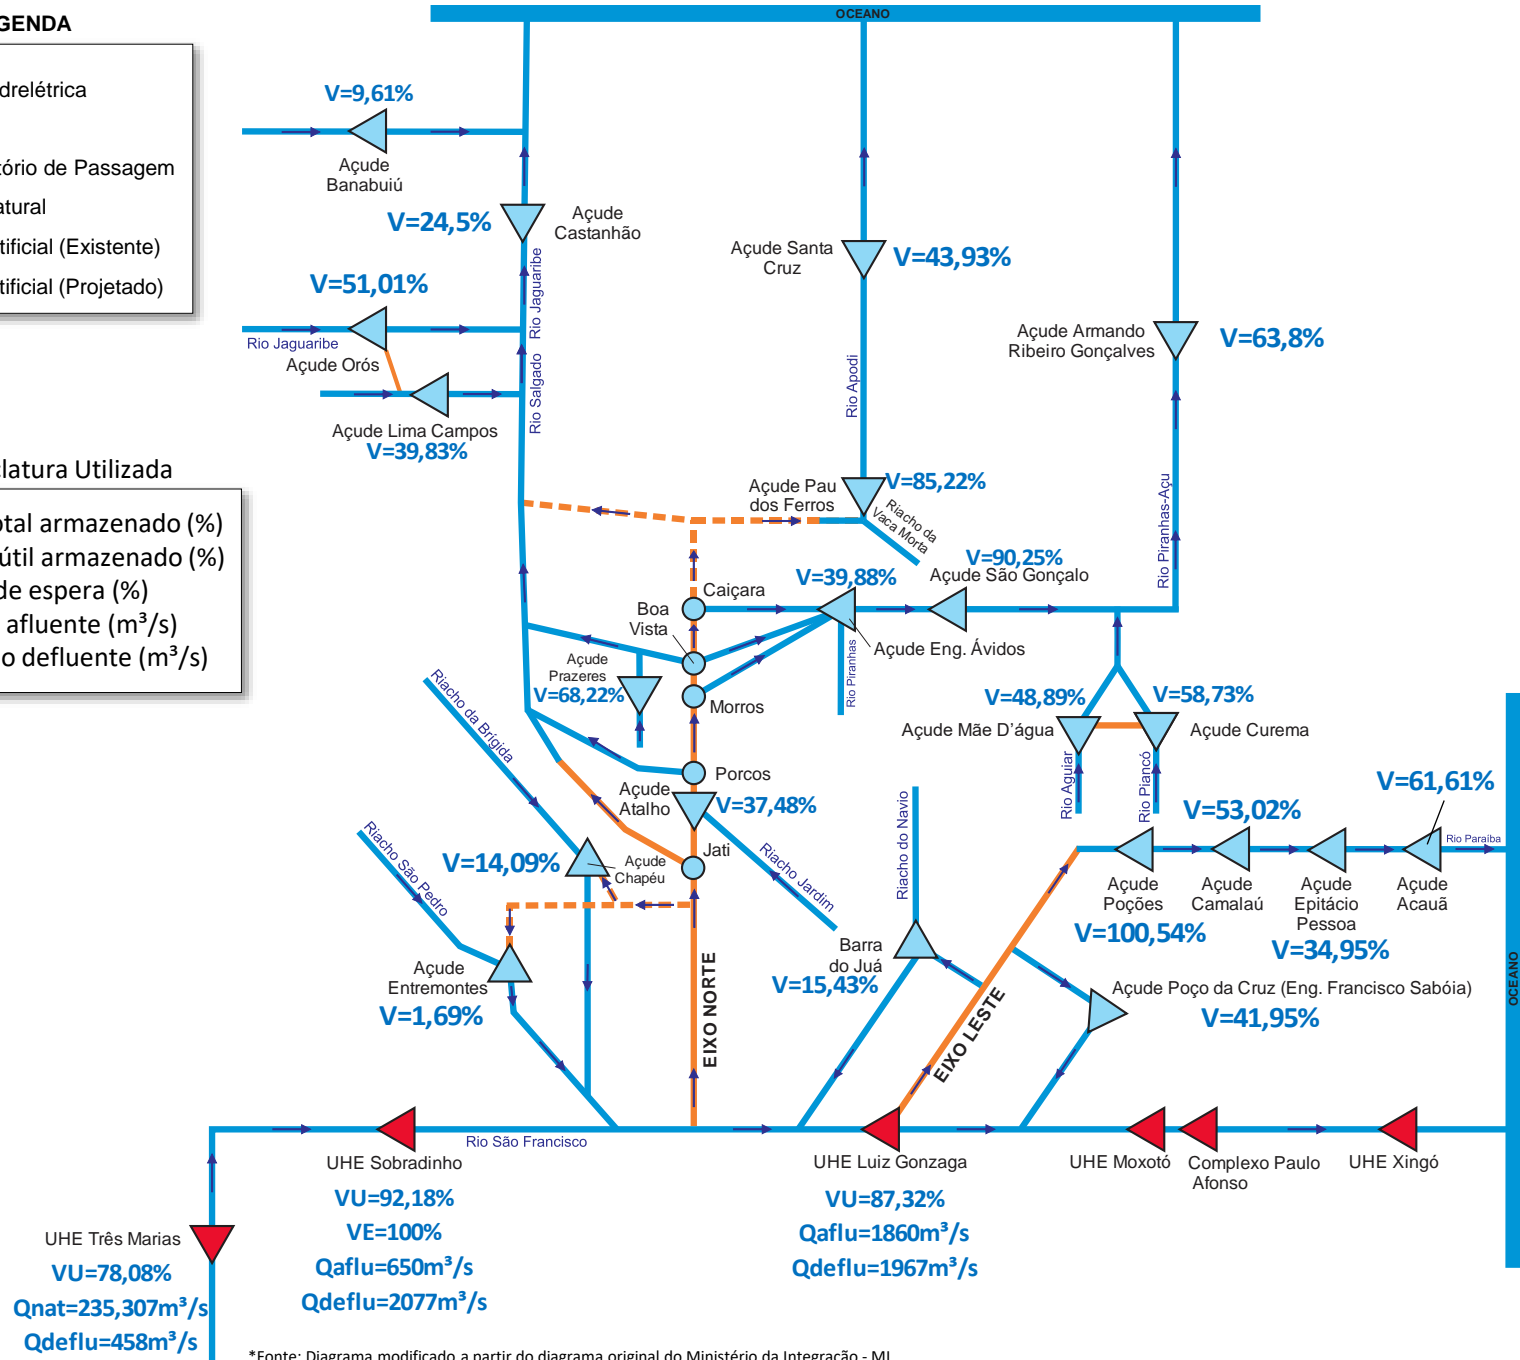 OCEANO
GENDA
drelétrica
tório de Passagem
atural
tificial (Existente)
tificial (Projetado)
V=9,61%
Açude
Banabuiú
V=24,5%
Açude
Castanhão
V=51,01%
Rio Jaguaribe
Açude Orós
Rio Jaguaribe
Rio Salgado
Açude Lima Campos
V=39,83%
Açude Santa
Cruz
V=43,93%
Rio Apodi
Açude Armando
Ribeiro Gonçalves
V=63,8%
Rio Piranhas-Açu
clatura Utilizada
otal armazenado (%)
útil armazenado (%)
de espera (%)
afluente (m³/s)
o defluente (m³/s)
Açude Pau
dos Ferros
V=85,22%
Riacho da
Vaca Morta
V=90,25%
Açude São Gonçalo
V=39,88%
Caiçara
Boa
Vista
Açude Eng. Ávidos
Rio Piranhas
Açude
Prazeres
V=68,22%
Morros
V=48,89%
V=58,73%
Açude Mãe D'água
Açude Curema
Rio Aguiar
Rio Piancó
Riacho da Brígida
Porcos
Açude
Atalho
V=37,48%
Jati
Riacho Jardim
Riacho São Pedro
V=14,09%
Açude
Chapéu
Riacho do Navio
V=61,61%
V=53,02%
Rio Paraíba
Açude
Poções
Açude
Camalaú
Açude
Epitácio
Pessoa
Açude
Acauã
V=100,54%
V=34,95%
Açude
Entremontes
V=1,69%
EIXO NORTE
Barra
do Juá
V=15,43%
EIXO LESTE
Açude Poço da Cruz (Eng. Francisco Sabóia)
V=41,95%
OCEANO
Rio São Francisco
UHE Sobradinho
VU=92,18%
VE=100%
Qaflu=650m³/s
Qdeflu=2077m³/s
UHE Luiz Gonzaga
VU=87,32%
Qaflu=1860m³/s
Qdeflu=1967m³/s
UHE Moxotó
Complexo Paulo
Afonso
UHE Xingó
UHE Três Marias
VU=78,08%
Qnat=235,307m³/s
Qdeflu=458m³/s
*Fonte: Diagrama modificado a partir do diagrama original do Ministério da Integração - MI